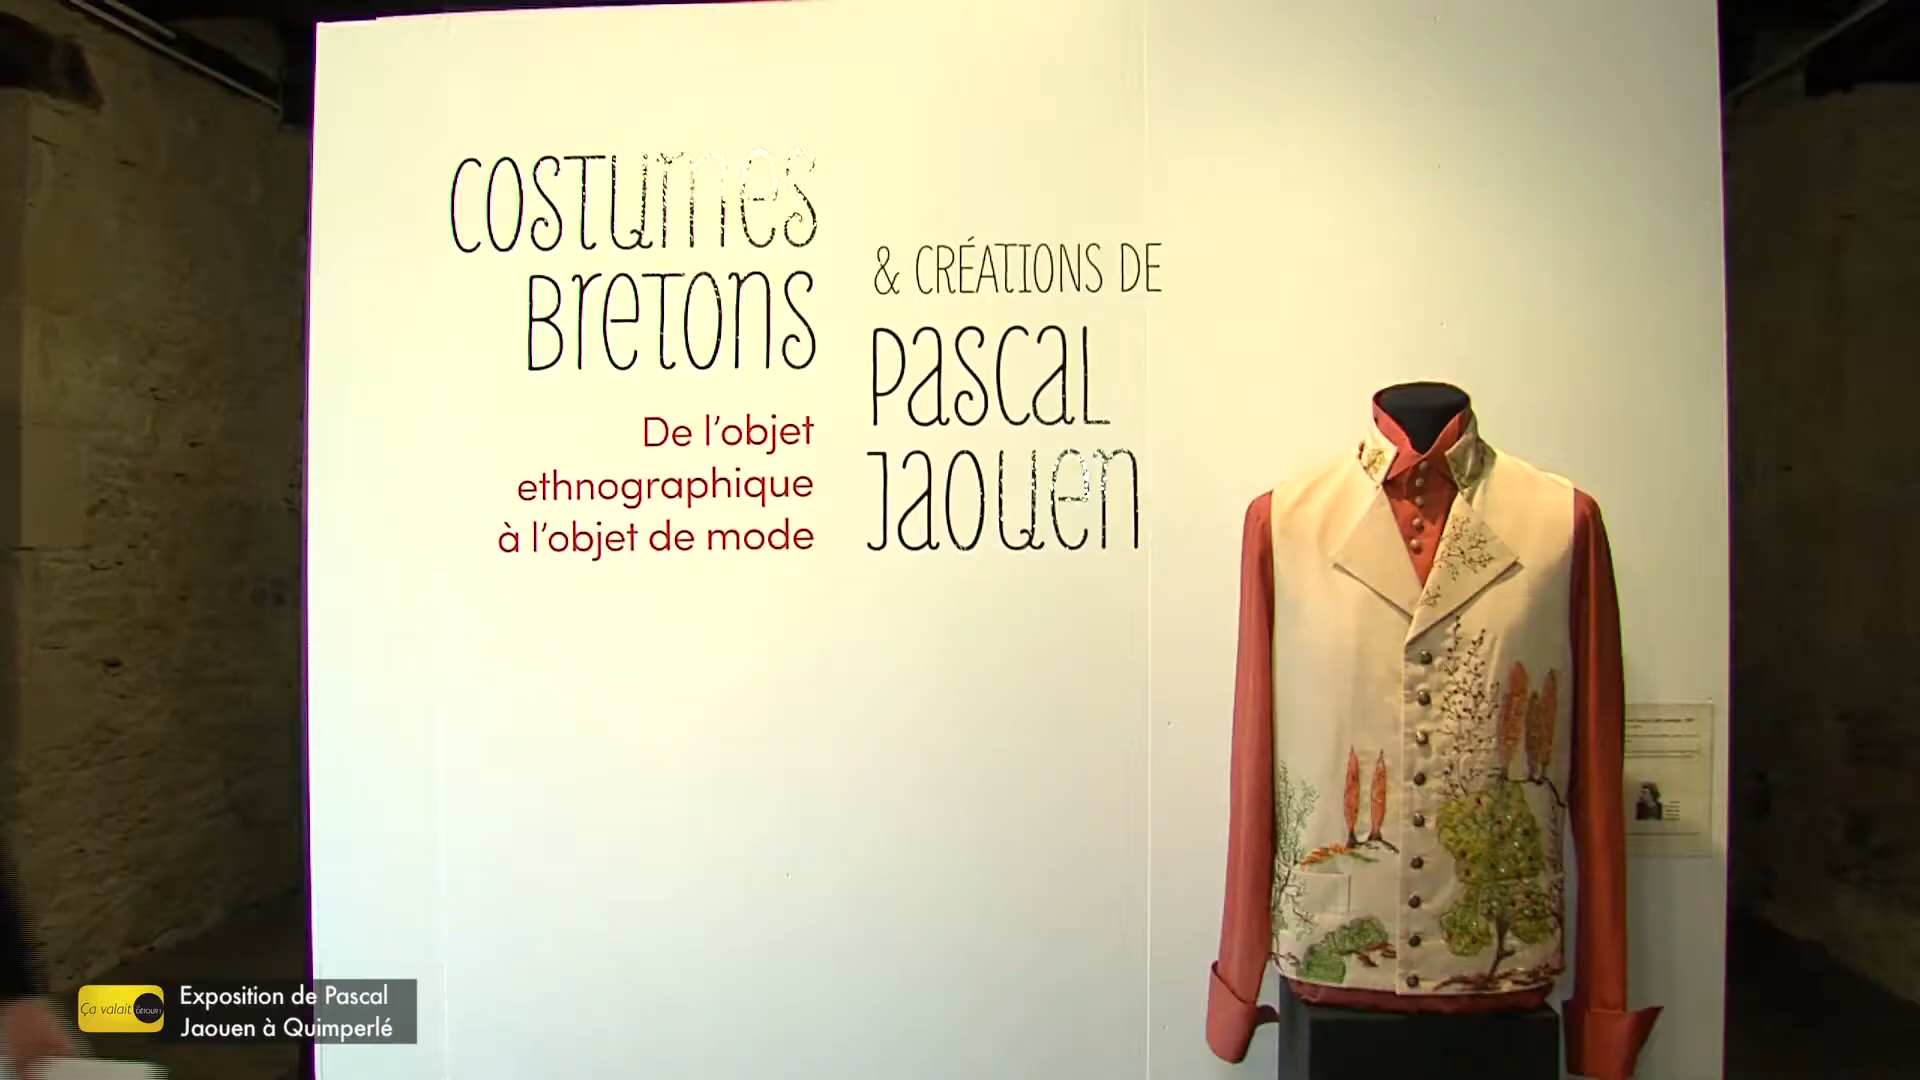 costumes
Bretons
De l'objet
ethnographique
à l'objet de mode
& CRÉATIONS DE
Pascal
Jaouen
Ça valait
DÉTOUR !
Exposition de Pascal
Jaouen à Quimperlé